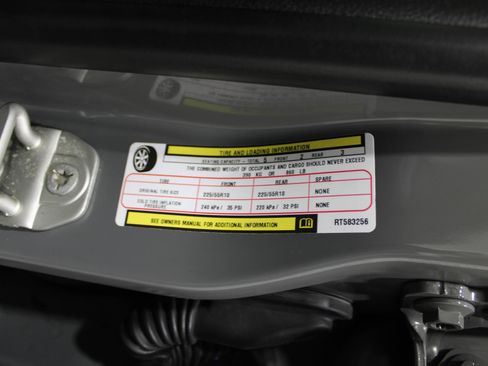 TIRE AND LOADING INFORMATION
SEATING CAPACITY - TOTAL 5 FRONT 2 REAR 3
THE COMBINED WEIGHT OF OCCUPANTS AND CARGO SHOULD NEVER EXCEED
390 KG OR 860 LB
TIRE FRONT REAR SPARE
ORIGINAL TIRE SIZE 225/55R18 225/55R18 NONE
COLD TIRE INFLATION PRESSURE 240 kPa / 35 PSI 220 kPa / 32 PSI NONE
SEE OWNERS MANUAL FOR ADDITIONAL INFORMATION
RT583256